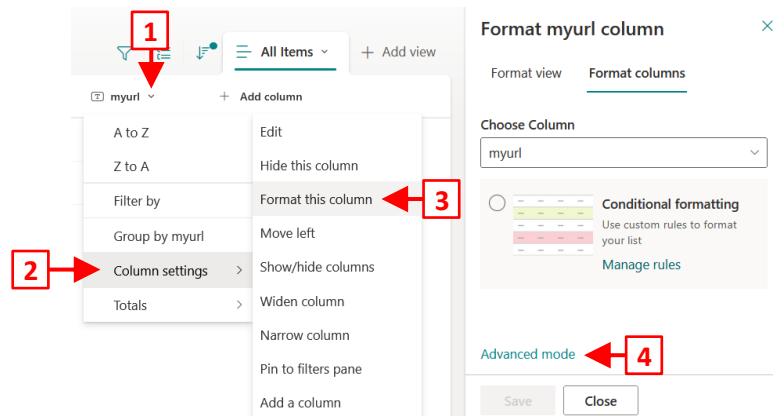 1
All Items
+ Add view
myurl
+ Add column
A to Z
Z to A
Filter by
Group by myurl
2
Column settings
Totals
Edit
Hide this column
Format this column
3
Move left
Show/hide columns
Widen column
Narrow column
Pin to filters pane
Add a column
Format myurl column
Format view
Format columns
Choose Column
myurl
Conditional formatting
Use custom rules to format
your list
Manage rules
Advanced mode
4
Save
Close